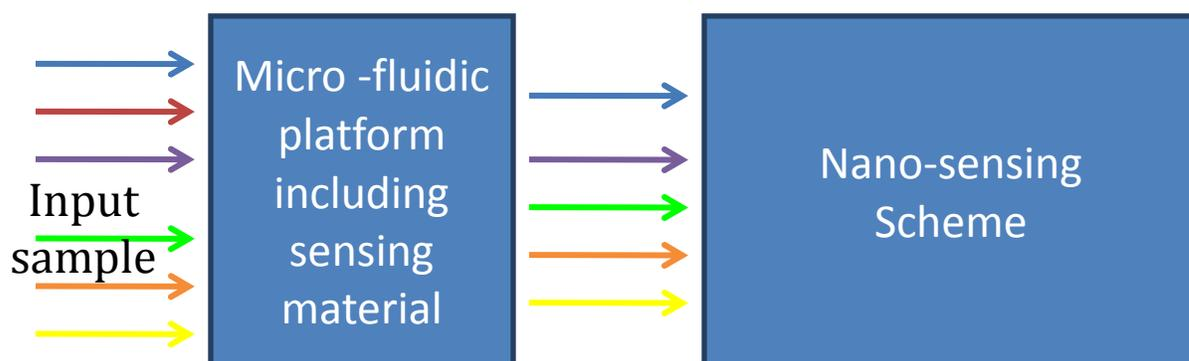 Input
sample
Micro -fluidic
platform
including
sensing
material
Nano-sensing
Scheme